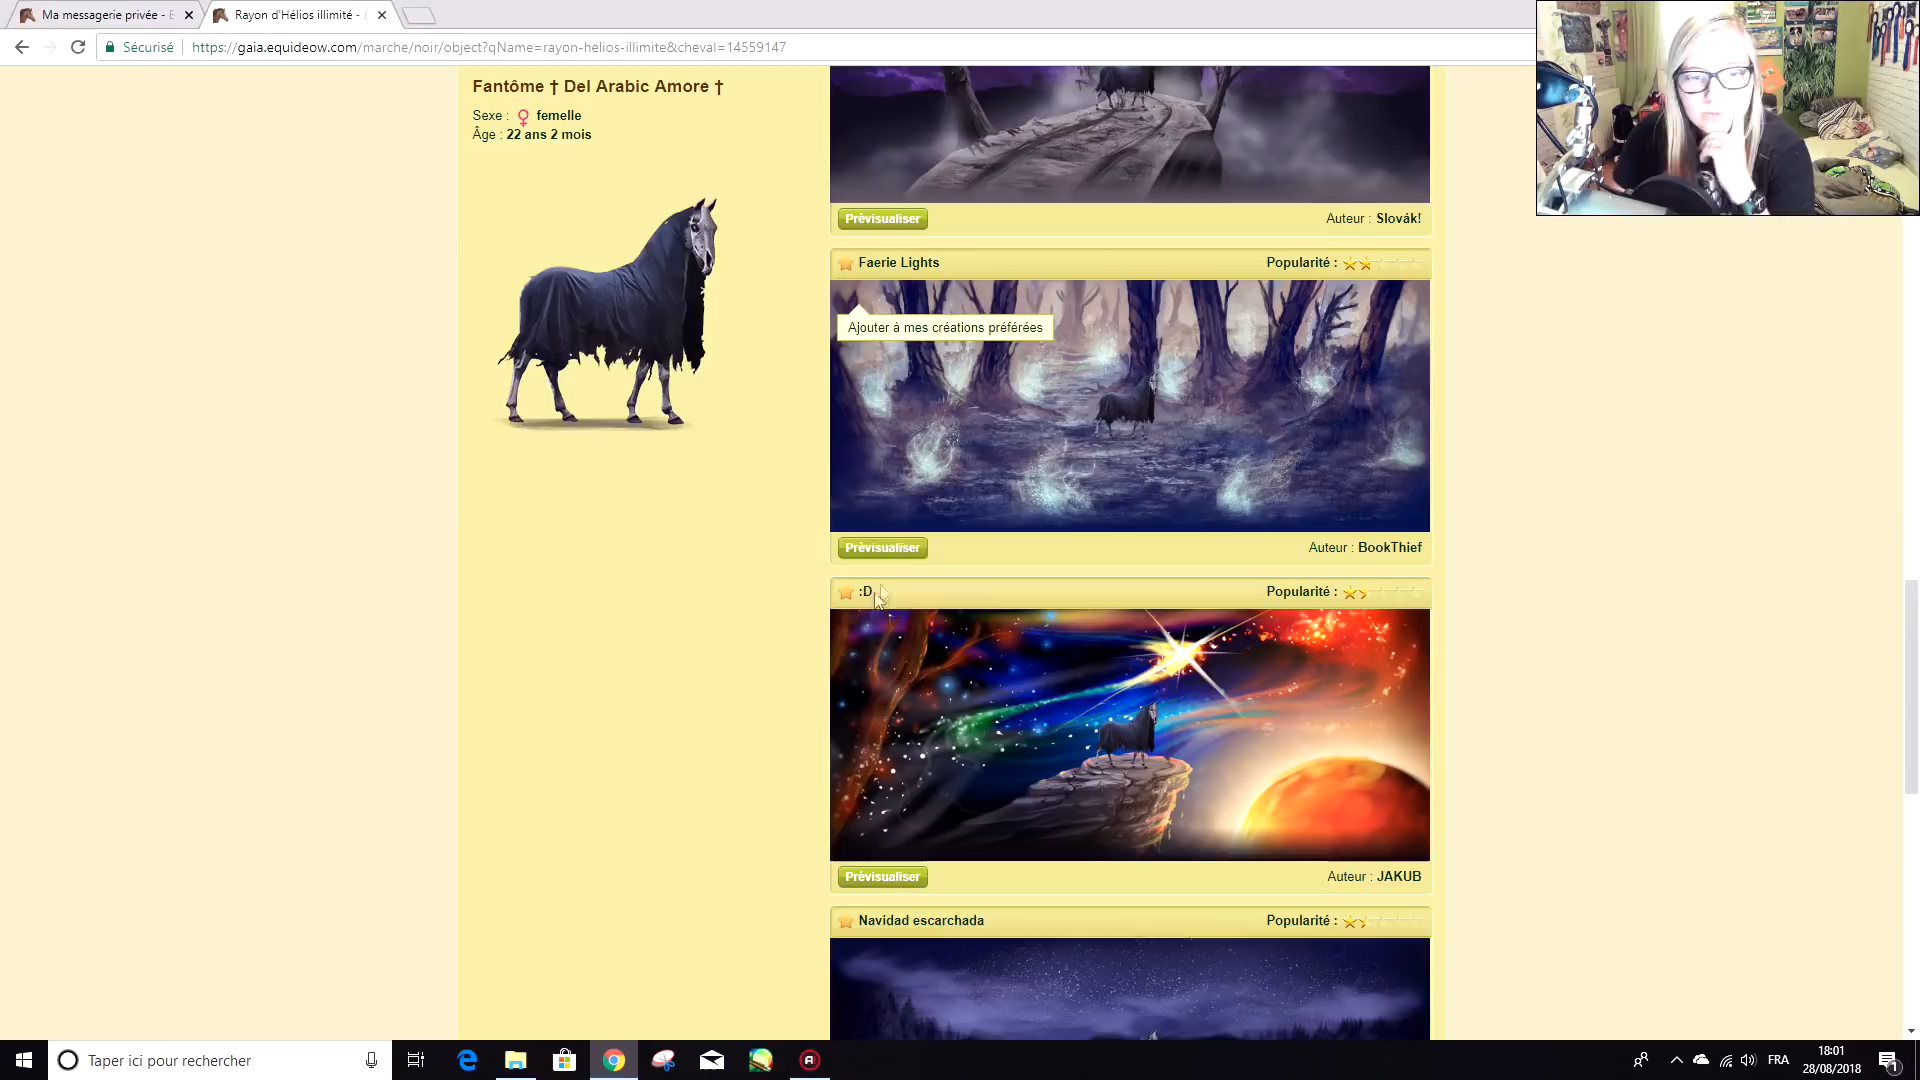 Ma messagerie privée - E
Rayon d'Hélios illimité - E
Sécurisé
https://gaia.equideow.com/marche/noir/object?qName=rayon-helios-illimite&cheval=14559147
Fantôme † Del Arabic Amore †
Sexe : femelle
Âge : 22 ans 2 mois
Prévisualiser
Auteur : Slovák!
Faerie Lights
Popularité :
Ajouter à mes créations préférées
Prévisualiser
Auteur : BookThief
:D
Popularité :
Prévisualiser
Auteur : JAKUB
Navidad escarchada
Popularité :
Taper ici pour rechercher
FRA
18:01
28/08/2018
1